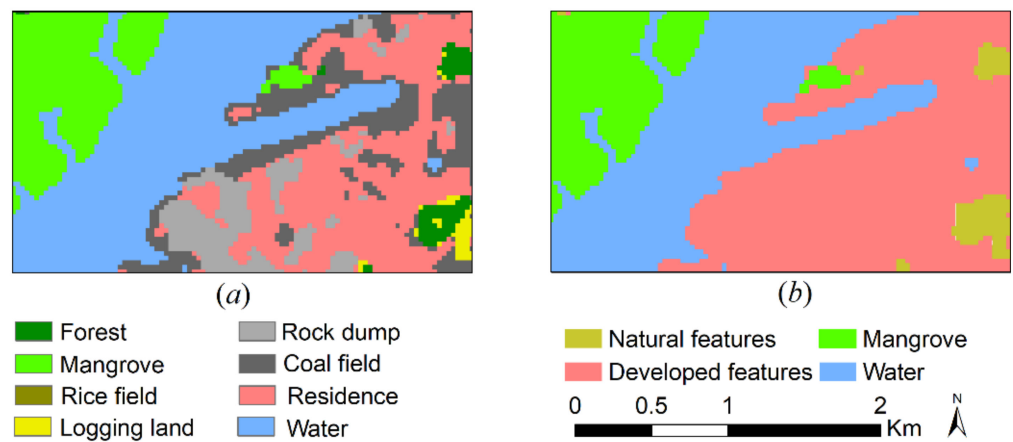 (a)
(b)
Forest
Rock dump
Mangrove
Coal field
Rice field
Residence
Logging land
Water
Natural features
Mangrove
Developed features
Water
0 0.5 1 2
Km
N